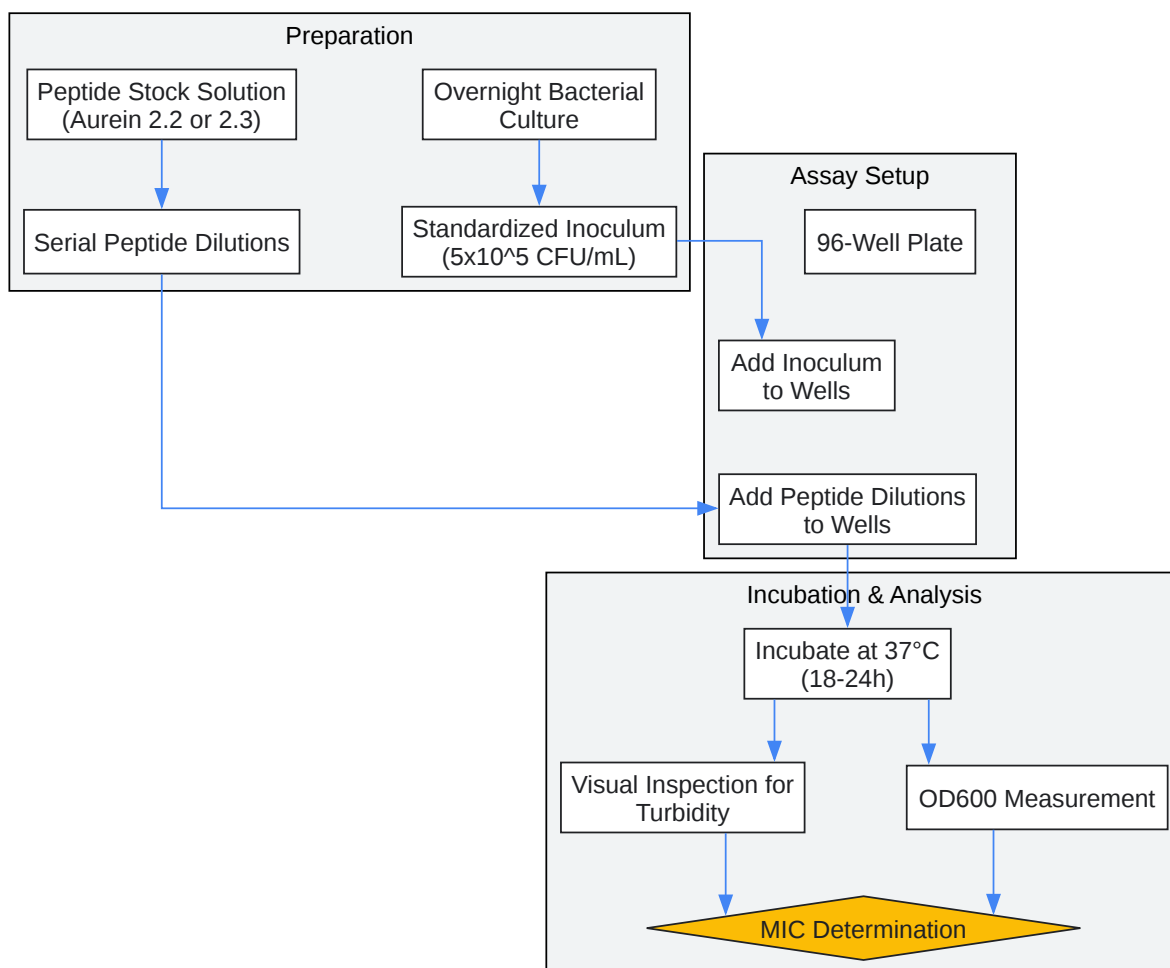 Preparation
Peptide Stock Solution
(Aurein 2.2 or 2.3)
Overnight Bacterial
Culture
Serial Peptide Dilutions
Standardized Inoculum
(5x10^5 CFU/mL)
Assay Setup
96-Well Plate
Add Inoculum
to Wells
Add Peptide Dilutions
to Wells
Incubation & Analysis
Incubate at 37°C
(18-24h)
Visual Inspection for
Turbidity
OD600 Measurement
MIC Determination